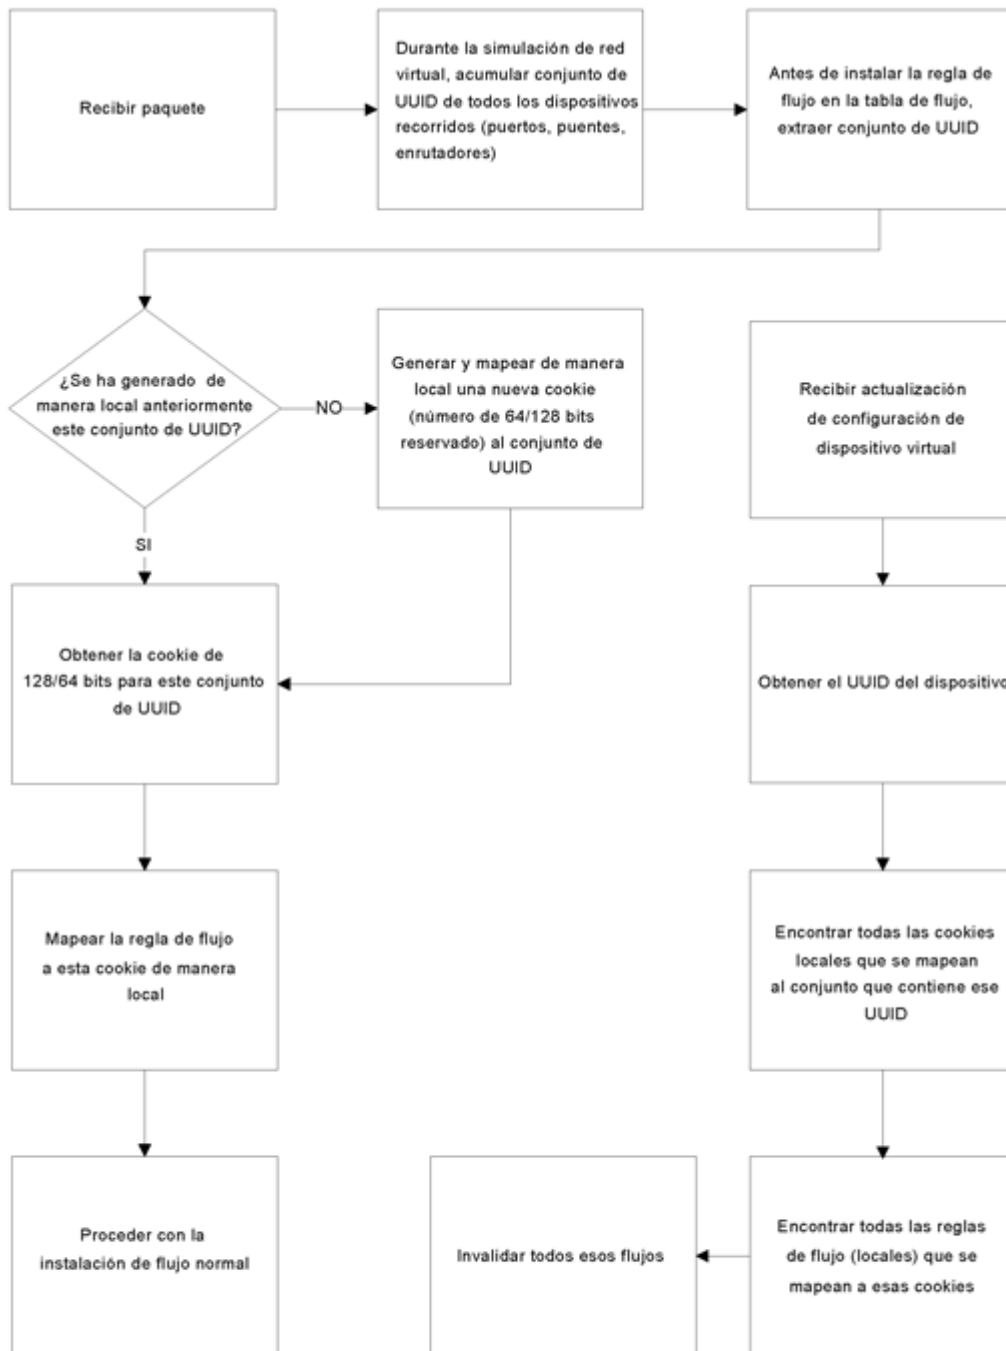 Recibir paquete
Durante la simulación de red
virtual, acumular conjunto de
UUID de todos los dispositivos
recorridos (puertos, puentes,
enrutadores)
Antes de instalar la regla de
flujo en la tabla de flujo,
extraer conjunto de UUID
¿Se ha generado de
manera local anteriormente
este conjunto de UUID?
NO
Generar y mapear de manera
local una nueva cookie
(número de 64/128 bits
reservado) al conjunto de
UUID
Recibir actualización
de configuración de
dispositivo virtual
SI
Obtener la cookie de
128/64 bits para este conjunto
de UUID
Obtener el UUID del dispositivo
Mapear la regla de flujo
a esta cookie de manera
local
Encontrar todas las cookies
locales que se mapean
al conjunto que contiene ese
UUID
Proceder con la
instalación de flujo normal
Invalidar todos esos flujos
Encontrar todas las reglas
de flujo (locales) que se
mapean a esas cookies